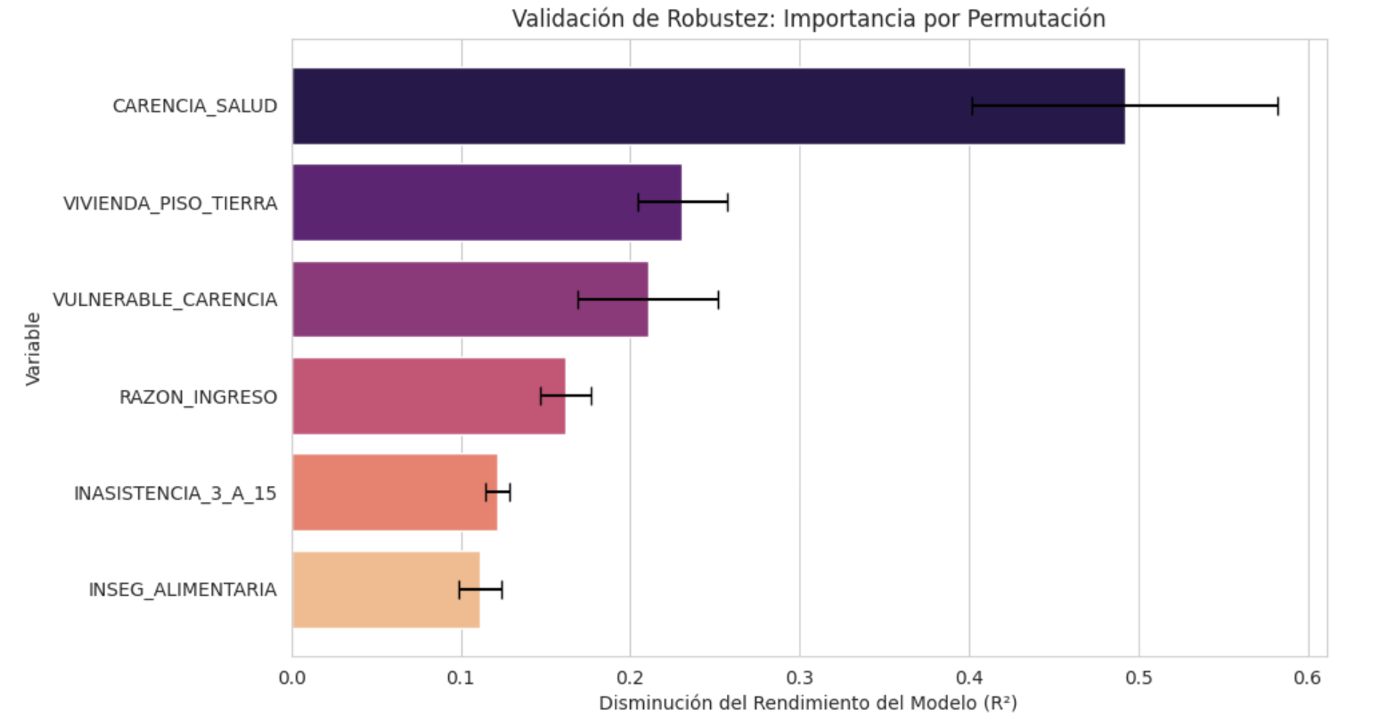 Validación de Robustez: Importancia por Permutación
Variable
CARENCIA_SALUD
VIVIENDA_PISO_TIERRA
VULNERABLE_CARENCIA
RAZON_INGRESO
INASISTENCIA_3_A_15
INSEG_ALIMENTARIA
0.0 0.1 0.2 0.3 0.4 0.5 0.6
Disminución del Rendimiento del Modelo (R²)